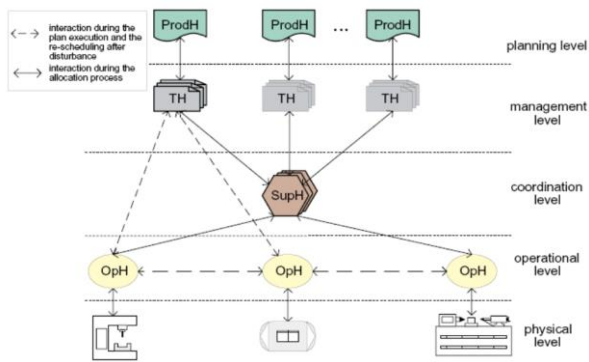 interaction during the
plan execution and the
re-scheduling after
disturbance
interaction during the
allocation process
ProdH
ProdH
...
ProdH
planning level
TH
TH
TH
management
level
SupH
coordination
level
OpH
OpH
OpH
operational
level
physical
level